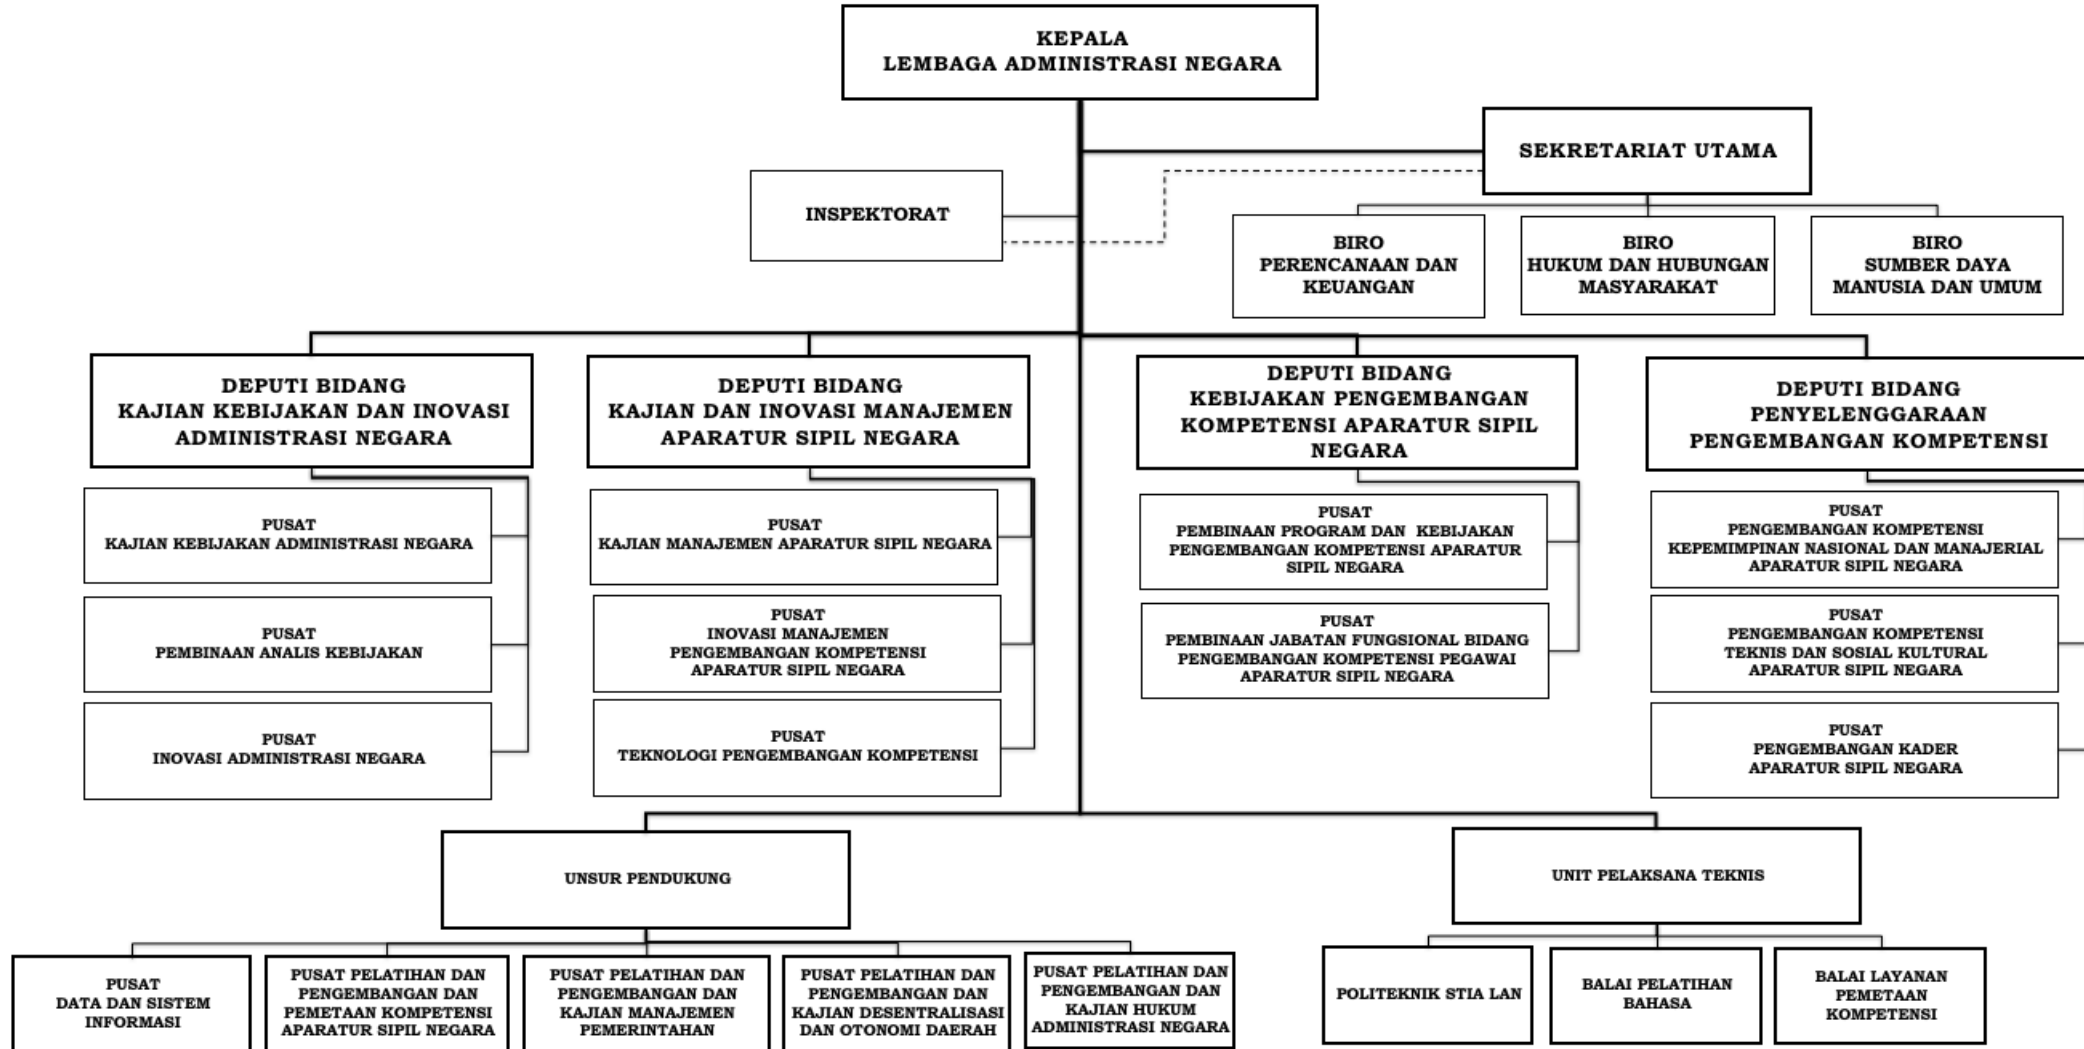 KEPALA
LEMBAGA ADMINISTRASI NEGARA
SEKRETARIAT UTAMA
INSPEKTORAT
BIRO
PERENCANAAN DAN
KEUANGAN
BIRO
HUKUM DAN HUBUNGAN
MASYARAKAT
BIRO
SUMBER DAYA
MANUSIA DAN UMUM
DEPUTI BIDANG
KAJIAN KEBIJAKAN DAN INOVASI
ADMINISTRASI NEGARA
DEPUTI BIDANG
KAJIAN DAN INOVASI MANAJEMEN
APARATUR SIPIL NEGARA
DEPUTI BIDANG
KEBIJAKAN PENGEMBANGAN
KOMPETENSI APARATUR SIPIL
NEGARA
DEPUTI BIDANG
PENYELENGGARAAN
PENGEMBANGAN KOMPETENSI
PUSAT
KAJIAN KEBIJAKAN ADMINISTRASI NEGARA
PUSAT
PEMBINAAN ANALIS KEBIJAKAN
PUSAT
INOVASI ADMINISTRASI NEGARA
PUSAT
KAJIAN MANAJEMEN APARATUR SIPIL NEGARA
PUSAT
INOVASI MANAJEMEN
PENGEMBANGAN KOMPETENSI
APARATUR SIPIL NEGARA
PUSAT
TEKNOLOGI PENGEMBANGAN KOMPETENSI
PUSAT
PEMBINAAN PROGRAM DAN KEBIJAKAN
PENGEMBANGAN KOMPETENSI APARATUR
SIPIL NEGARA
PUSAT
PEMBINAAN JABATAN FUNGSIONAL BIDANG
PENGEMBANGAN KOMPETENSI PEGAWAI
APARATUR SIPIL NEGARA
PUSAT
PENGEMBANGAN KOMPETENSI
KEPEMIMPINAN NASIONAL DAN MANAJERIAL
APARATUR SIPIL NEGARA
PUSAT
PENGEMBANGAN KOMPETENSI
TEKNIS DAN SOSIAL KULTURAL
APARATUR SIPIL NEGARA
PUSAT
PENGEMBANGAN KADER
APARATUR SIPIL NEGARA
UNSUR PENDUKUNG
UNIT PELAKSANA TEKNIS
PUSAT
DATA DAN SISTEM
INFORMASI
PUSAT PELATIHAN DAN
PENGEMBANGAN DAN
PEMETAAN KOMPETENSI
APARATUR SIPIL NEGARA
PUSAT PELATIHAN DAN
PENGEMBANGAN DAN
KAJIAN MANAJEMEN
PEMERINTAHAN
PUSAT PELATIHAN DAN
PENGEMBANGAN DAN
KAJIAN DESENTRALISASI
DAN OTONOMI DAERAH
PUSAT PELATIHAN DAN
PENGEMBANGAN DAN
KAJIAN HUKUM
ADMINISTRASI NEGARA
POLITEKNIK STIA LAN
BALAI PELATIHAN
BAHASA
BALAI LAYANAN
PEMETAAN
KOMPETENSI